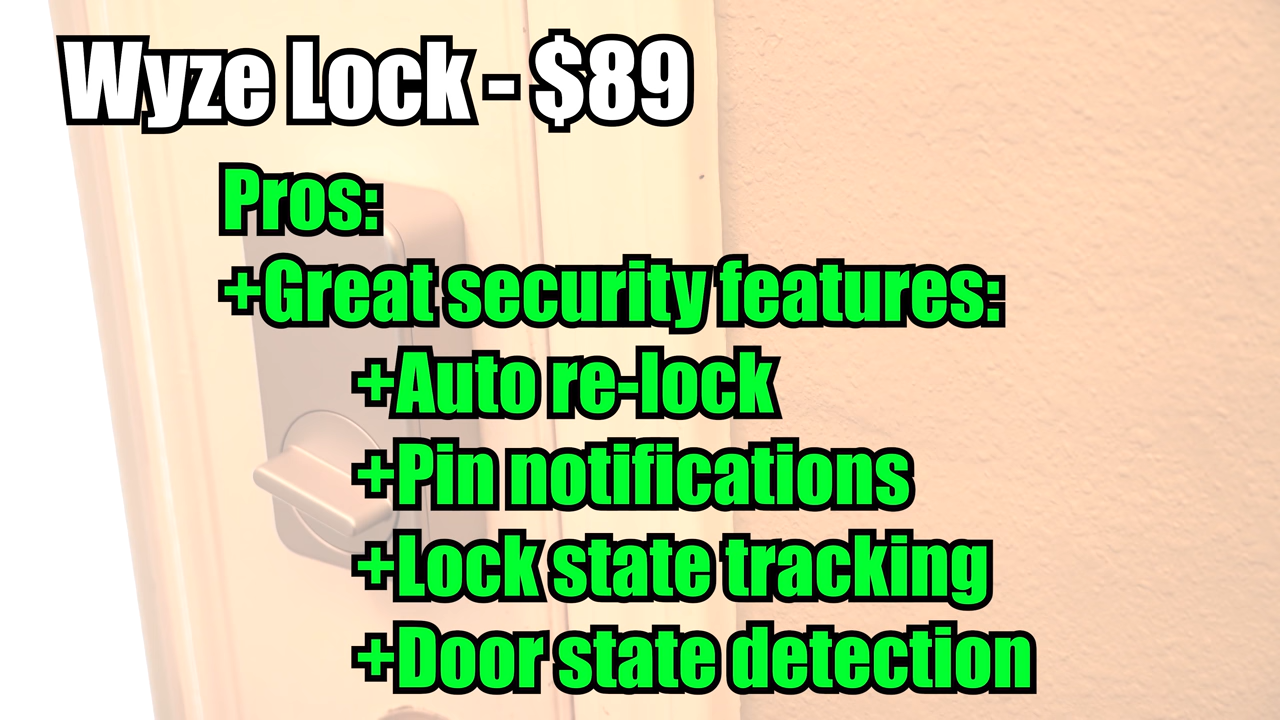 Wyze Lock - $89
Pros:
+Great security features:
+Auto re-lock
+Pin notifications
+Lock state tracking
+Door state detection